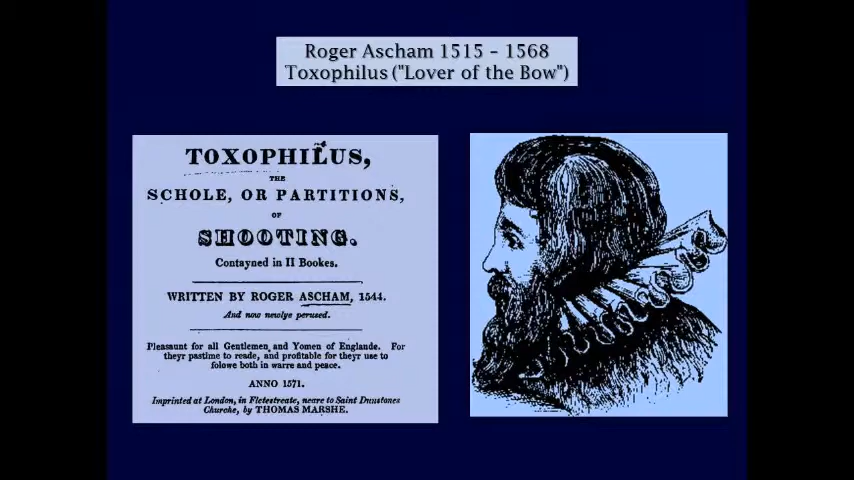 Roger Ascham 1515 – 1568
Toxophilus ("Lover of the Bow")
TOXOPHILUS,
THE
SCHOLE, OR PARTITIONS,
OF
SHOOTING.
Contayned in II Bookes.
WRITTEN BY ROGER ASCHAM, 1544.
And now newlye perused.
Pleasaunt for all Gentlemen and Yomen of Englande. For
theyr pastime to reade, and profitable for theyr use to
folowe both in warre and peace.
ANNO 1571.
Imprinted at London, in Fletestreate, neare to Saint Dunstones
Churche, by THOMAS MARSHE.